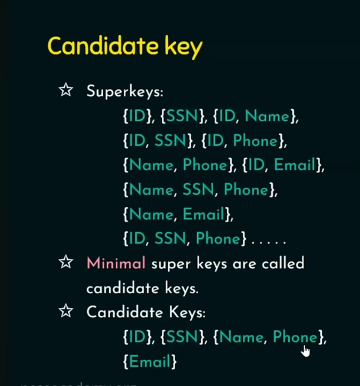 Candidate key
☆ Superkeys:
{ID}, {SSN}, {ID, Name},
{ID, SSN}, {ID, Phone},
{Name, Phone}, {ID, Email},
{Name, SSN, Phone},
{Name, Email},
{ID, SSN, Phone} . . . . .
☆ Minimal super keys are called
candidate keys.
☆ Candidate Keys:
{ID}, {SSN}, {Name, Phone},
{Email}